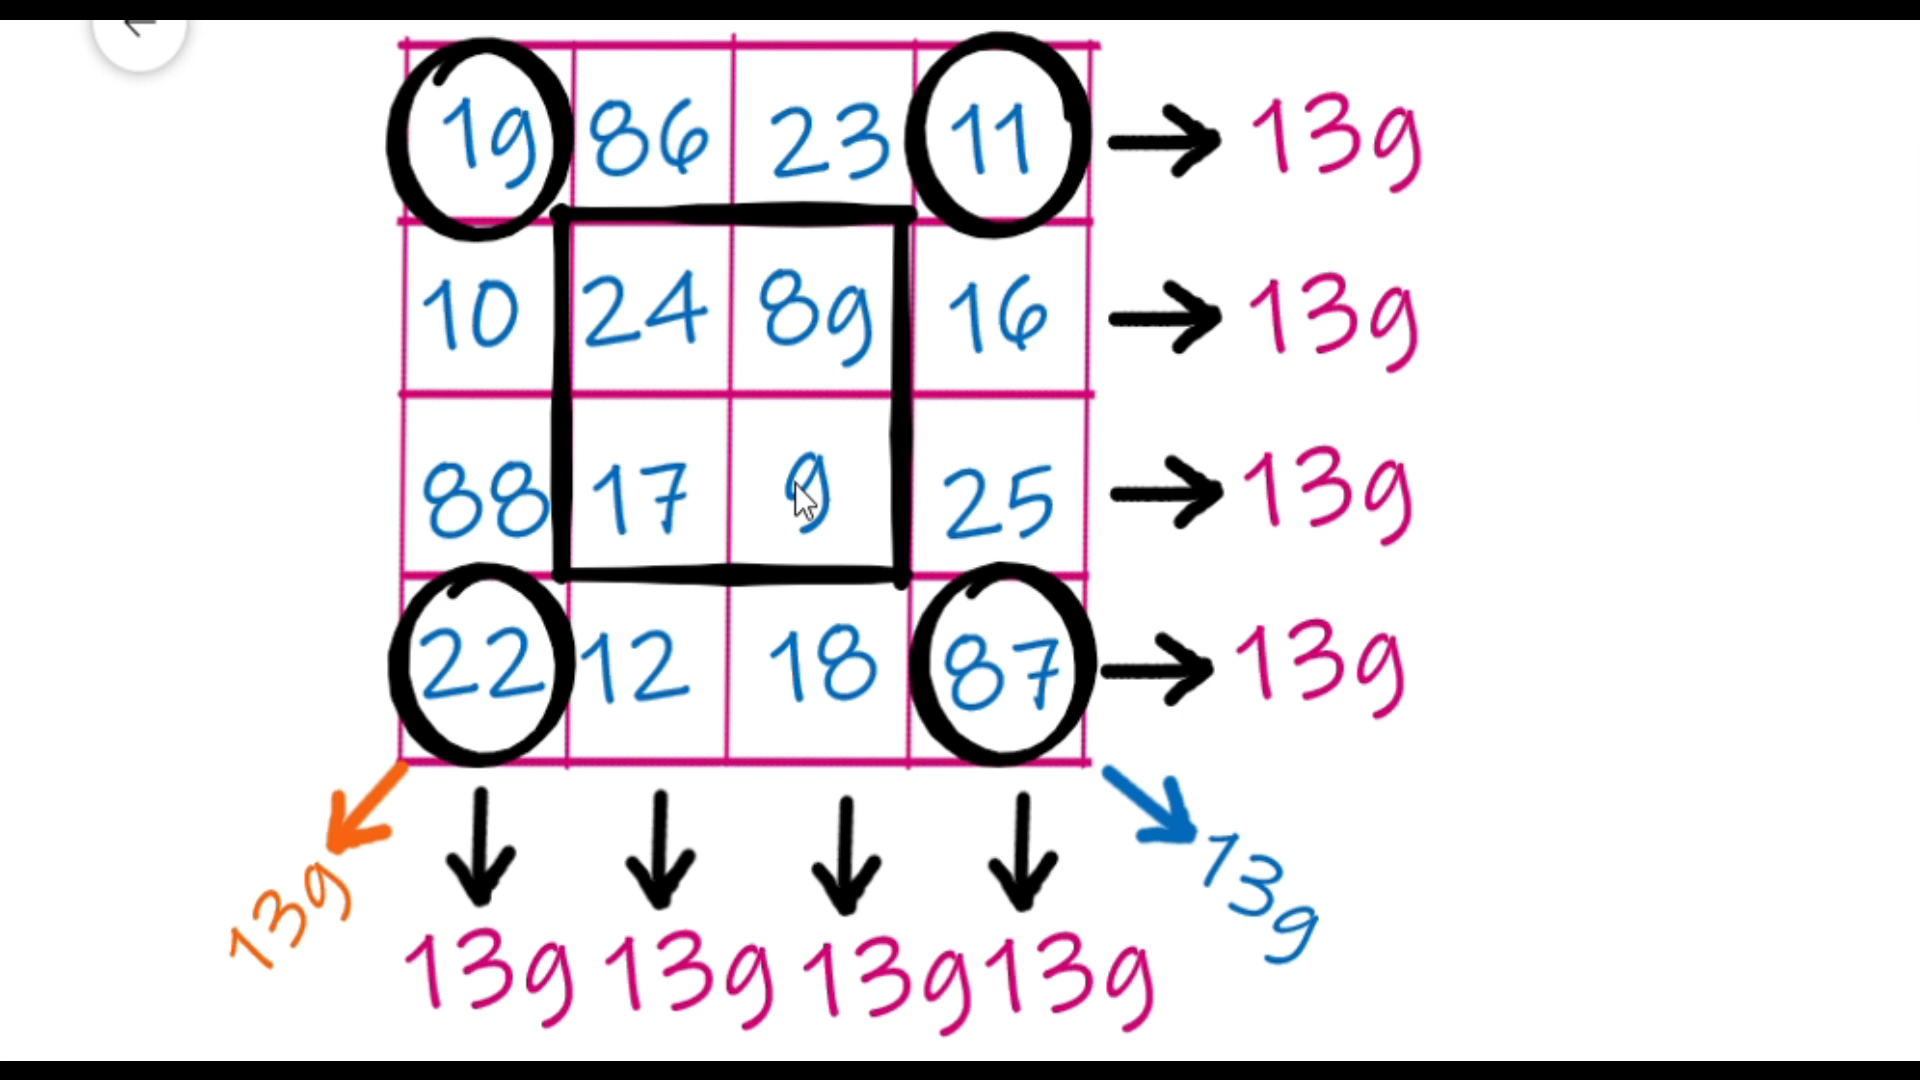 19 86 23 11 → 139
10 24 89 16 → 139
88 17 9 25 → 139
22 12 18 87 → 139
139 139
139 139 139 139